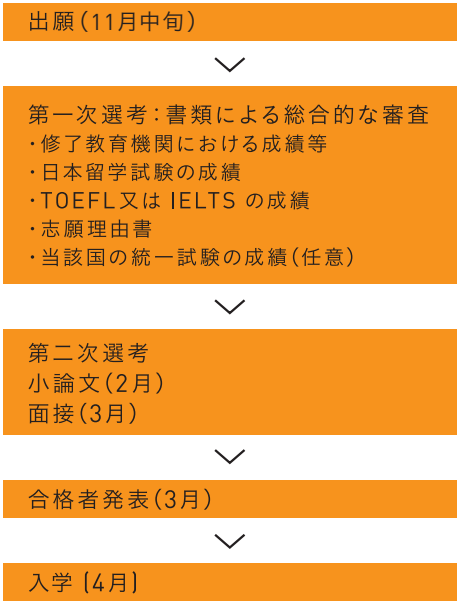 出願(11月中旬)
第一次選考:書類による総合的な審査
・修了教育機関における成績等
・日本留学試験の成績
・TOEFL又は IELTS の成績
・志願理由書
・当該国の統一試験の成績(任意)
第二次選考
小論文(2月)
面接(3月)
合格者発表(3月)
入学 (4月)